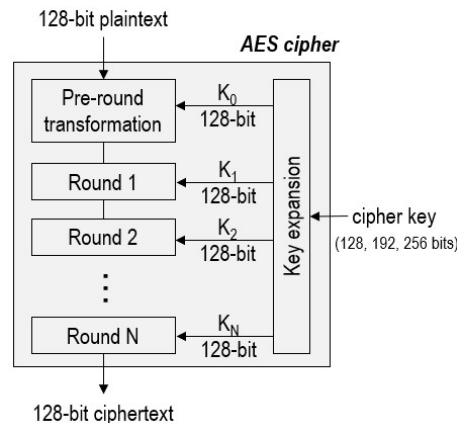 128-bit plaintext
AES cipher
Pre-round
transformation
K₀
128-bit
Round 1
K₁
128-bit
Round 2
K₂
128-bit
⋮
Round N
K_N
128-bit
Key expansion
cipher key
(128, 192, 256 bits)
128-bit ciphertext